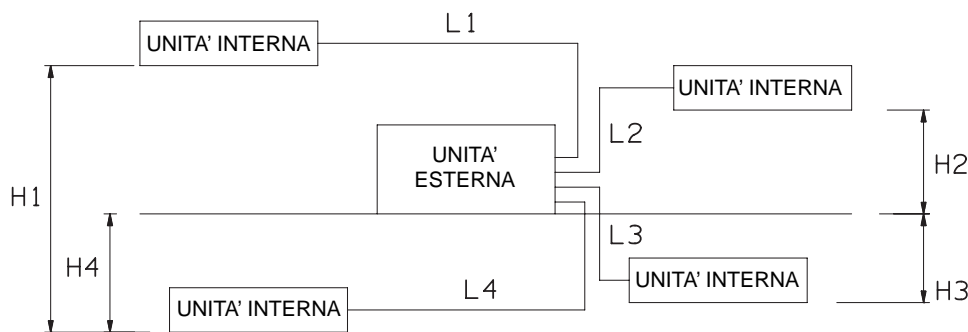 L1
UNITA' INTERNA
UNITA' INTERNA
L2
UNITA'
ESTERNA
H2
H1
L3
H4
UNITA' INTERNA
L4
H3
UNITA' INTERNA